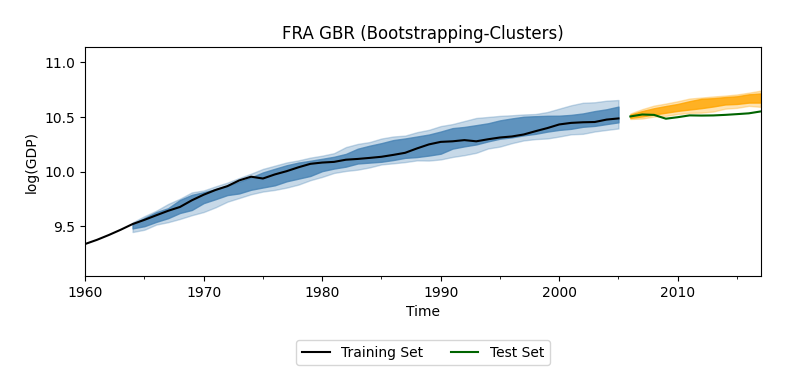 FRA GBR (Bootstrapping-Clusters)
log(GDP)
11.0
10.5
10.0
9.5
1960 1970 1980 1990 2000 2010
Time
Training Set Test Set